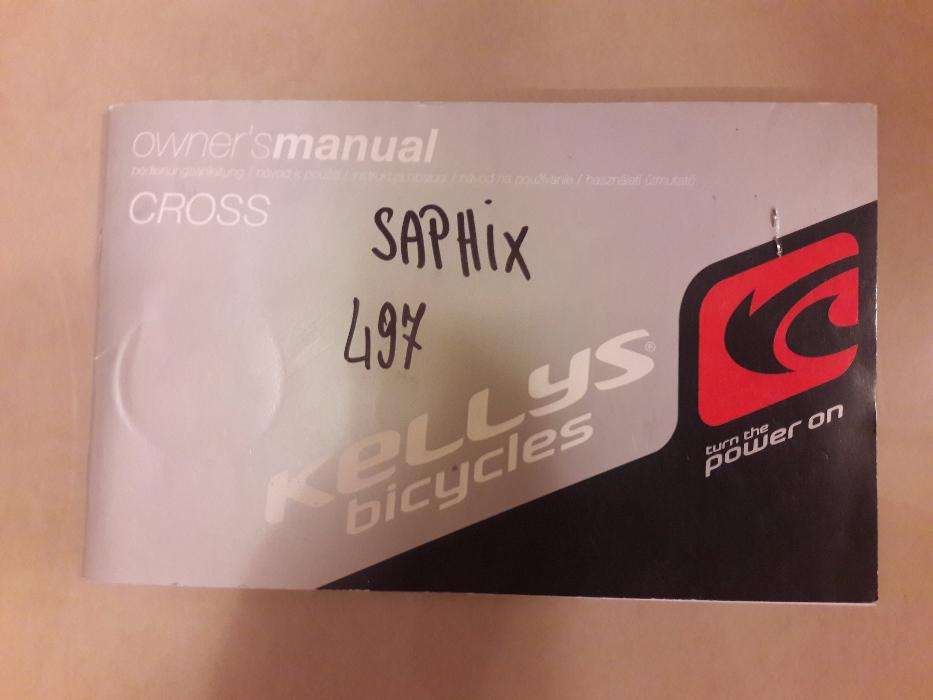 owner's manual
bedienungsanleitung / návod k použití / instrukcja obsługi / návod na používanie / használati útmutató
CROSS
SAPHiX
497
KELLYS®
bicycles
turn the
power on